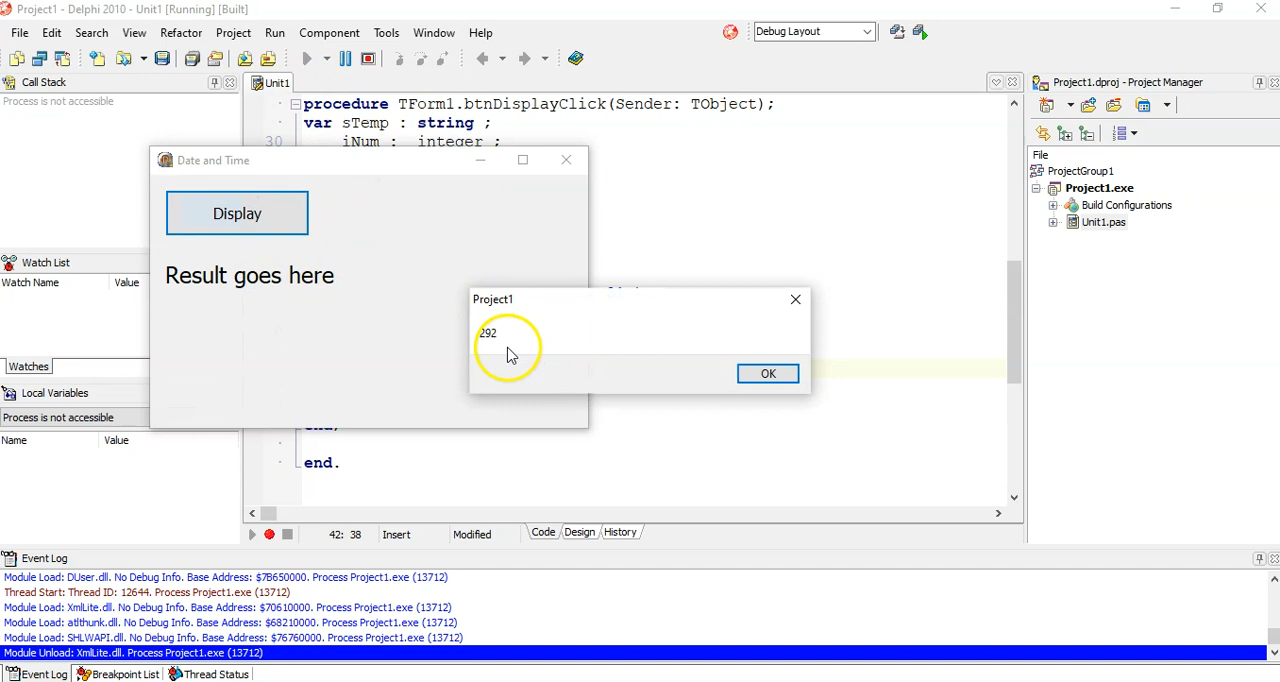 Project1 - Delphi 2010 - Unit1 [Running] [Built]
File Edit Search View Refactor Project Run Component Tools Window Help
Debug Layout
Call Stack
Process is not accessible
Unit1
procedure TForm1.btnDisplayClick(Sender: TObject);
var sTemp : string ;
30 iNum : integer ;
Date and Time
Display
Result goes here
Project1
292
OK
Watch List
Watch Name Value
Watches
Local Variables
Process is not accessible
Name Value
end.
42: 38 Insert Modified Code Design History
Project1.dproj - Project Manager
File
ProjectGroup1
Project1.exe
Build Configurations
Unit1.pas
Event Log
Module Load: DUser.dll. No Debug Info. Base Address: $7B650000. Process Project1.exe (13712)
Thread Start: Thread ID: 12644. Process Project1.exe (13712)
Module Load: XmlLite.dll. No Debug Info. Base Address: $70610000. Process Project1.exe (13712)
Module Load: atlthunk.dll. No Debug Info. Base Address: $68210000. Process Project1.exe (13712)
Module Load: SHLWAPI.dll. No Debug Info. Base Address: $76760000. Process Project1.exe (13712)
Module Unload: XmlLite.dll. Process Project1.exe (13712)
Event Log Breakpoint List Thread Status